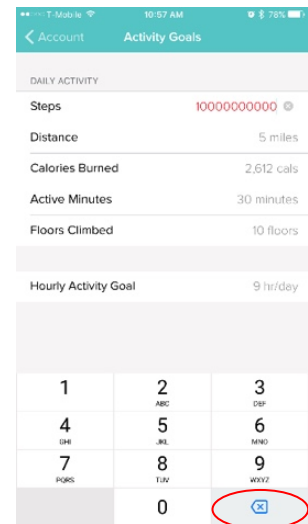 T-Mobile 10:57 AM 78%
Account Activity Goals
DAILY ACTIVITY
Steps 10000000000
Distance 5 miles
Calories Burned 2,612 cals
Active Minutes 30 minutes
Floors Climbed 10 floors
Hourly Activity Goal 9 hr/day
1 2 3
ABC DEF
4 5 6
GHI JKL MNO
7 8 9
PQRS TUV WXYZ
0